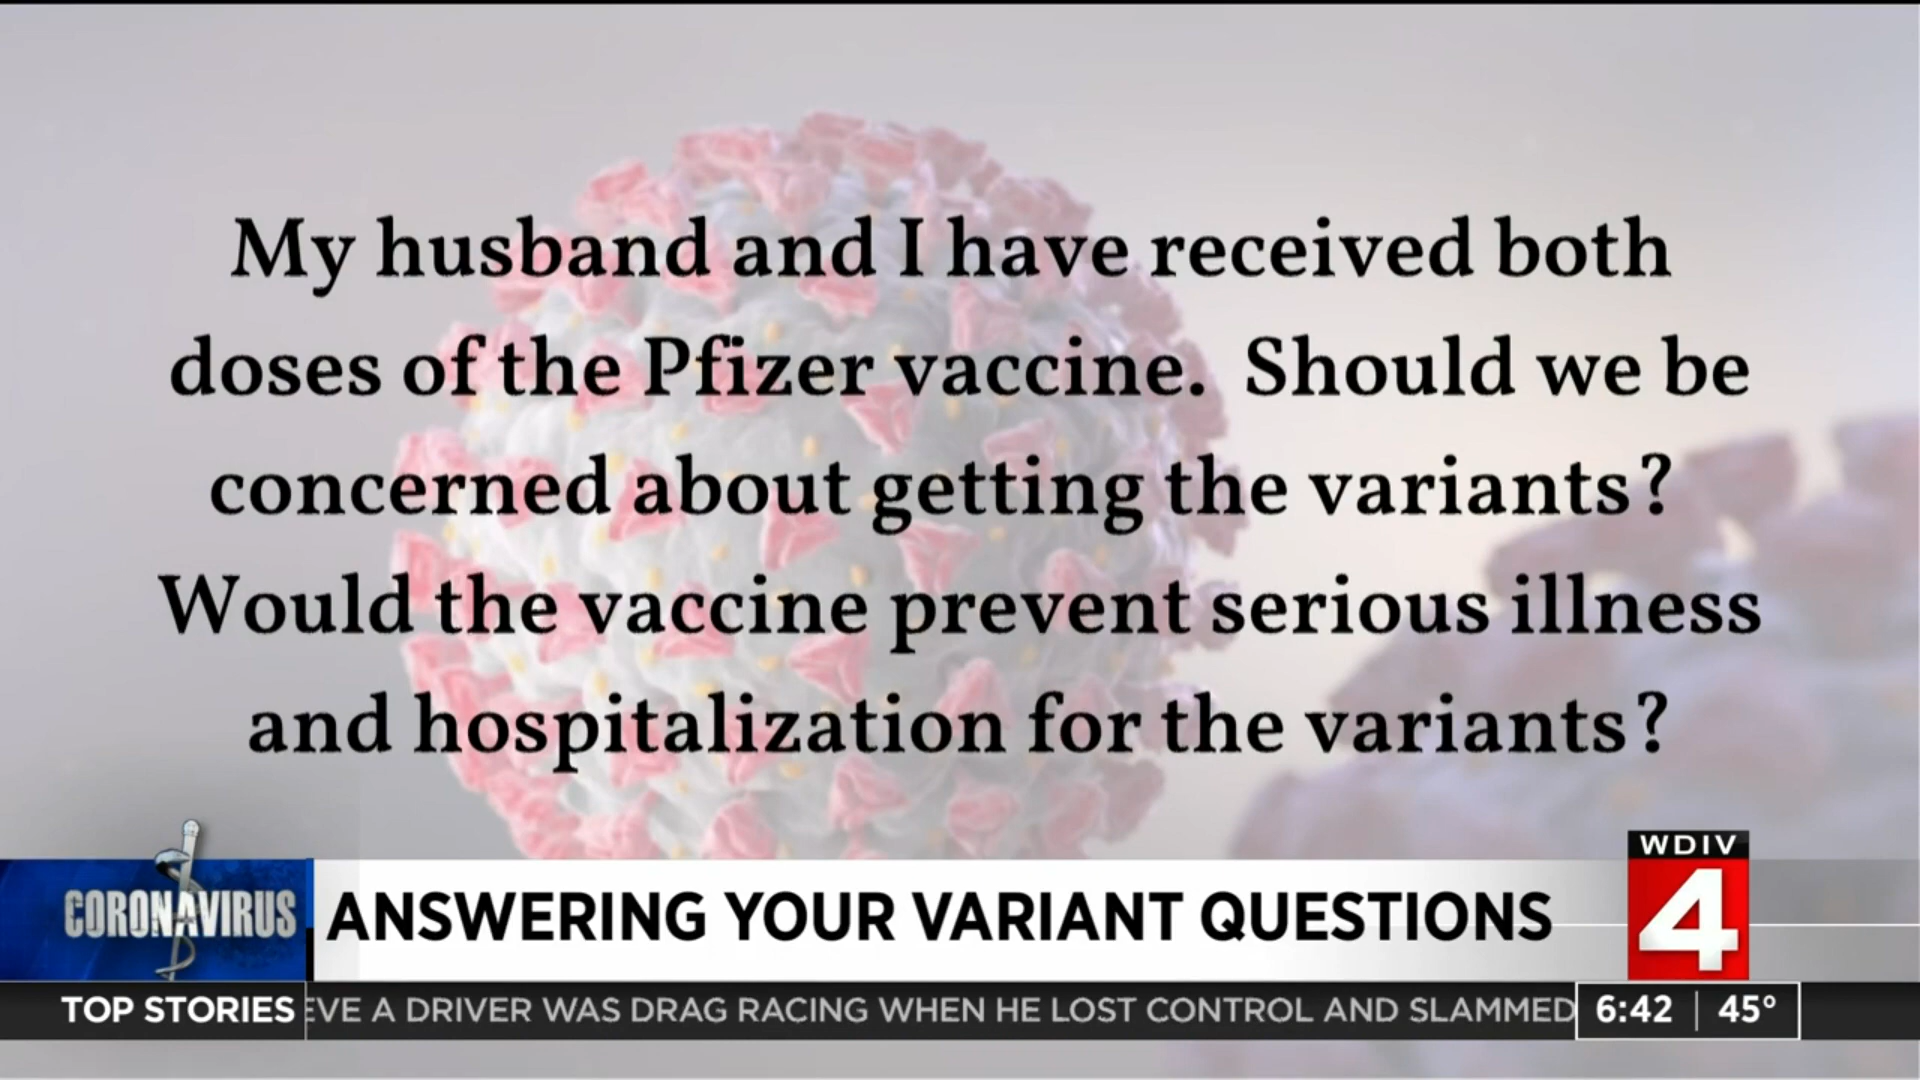 My husband and I have received both
doses of the Pfizer vaccine.  Should we be
concerned about getting the variants?
Would the vaccine prevent serious illness
and hospitalization for the variants?
WDIV
4
CORONAVIRUS
ANSWERING YOUR VARIANT QUESTIONS
TOP STORIES
A DRIVER WAS DRAG RACING WHEN HE LOST CONTROL AND SLAMMED
6:42
45°